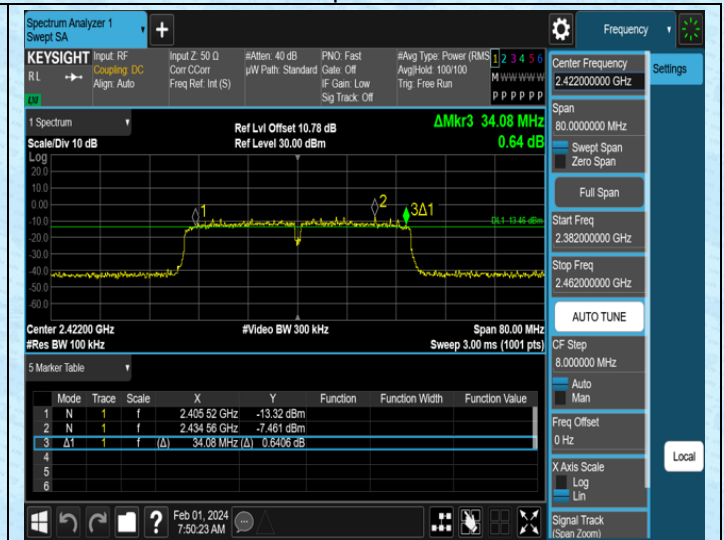 Spectrum Analyzer 1
Swept SA
Frequency
KEYSIGHT Input: RF Input Z: 50 Ω #Atten: 40 dB PNO: Fast #Avg Type: Power (RMS 1 2 3 4 5 6
RL Coupling: DC Corr CCorr µW Path: Standard Gate: Off Avg|Hold: 100/100 M W W W W W
Align: Auto Freq Ref: Int (S) IF Gain: Low Trig: Free Run
Sig Track: Off P P P P P P
LXI
1 Spectrum
Scale/Div 10 dB
Ref Lvl Offset 10.78 dB
Ref Level 30.00 dBm
ΔMkr3 34.08 MHz
0.64 dB
Log
20.0
10.0
0.00
-10.0
-20.0
-30.0
-40.0
-50.0
-60.0
1
2
3Δ1
DL1 -13.46 dBm
Center 2.42200 GHz #Video BW 300 kHz Span 80.00 MHz
#Res BW 100 kHz Sweep 3.00 ms (1001 pts)
5 Marker Table
Mode Trace Scale X Y Function Function Width Function Value
1 N 1 f 2.405 52 GHz -13.32 dBm
2 N 1 f 2.434 56 GHz -7.461 dBm
3 Δ1 1 f (Δ) 34.08 MHz (Δ) 0.6406 dB
4
5
6
?
Feb 01, 2024
7:50:23 AM
Center Frequency
2.422000000 GHz
Span
80.0000000 MHz
Swept Span
Zero Span
Full Span
Start Freq
2.382000000 GHz
Stop Freq
2.462000000 GHz
AUTO TUNE
CF Step
8.000000 MHz
Auto
Man
Freq Offset
0 Hz
X Axis Scale
Log
Lin
Signal Track
(Span Zoom)
Settings
Local